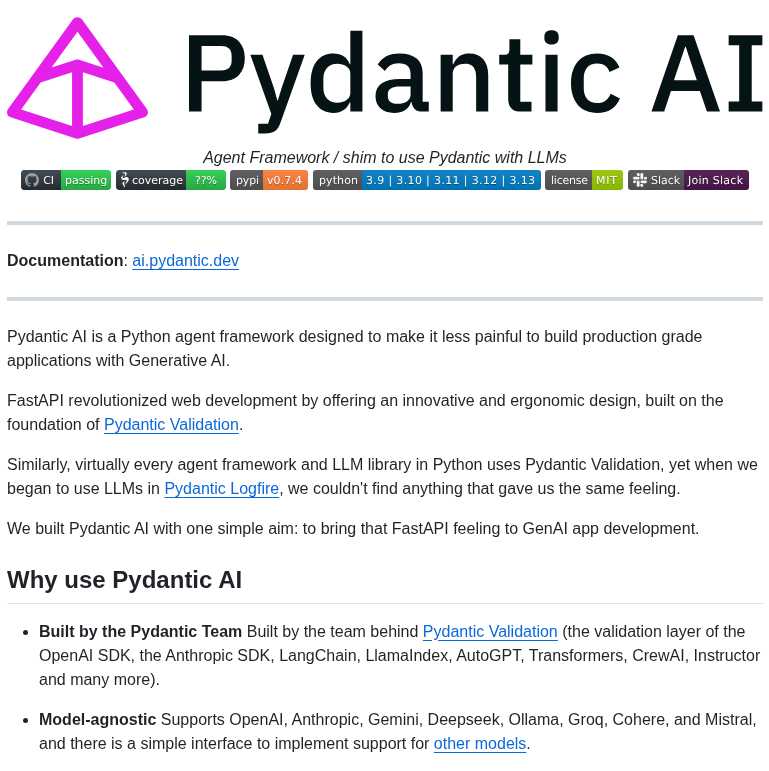 Pydantic AI
Agent Framework / shim to use Pydantic with LLMs
CI passing coverage ??% pypi v0.7.4 python 3.9 | 3.10 | 3.11 | 3.12 | 3.13 license MIT Slack Join Slack
Documentation: ai.pydantic.dev
Pydantic AI is a Python agent framework designed to make it less painful to build production grade
applications with Generative AI.
FastAPI revolutionized web development by offering an innovative and ergonomic design, built on the
foundation of Pydantic Validation.
Similarly, virtually every agent framework and LLM library in Python uses Pydantic Validation, yet when we
began to use LLMs in Pydantic Logfire, we couldn't find anything that gave us the same feeling.
We built Pydantic AI with one simple aim: to bring that FastAPI feeling to GenAI app development.
Why use Pydantic AI
• Built by the Pydantic Team Built by the team behind Pydantic Validation (the validation layer of the
OpenAI SDK, the Anthropic SDK, LangChain, LlamaIndex, AutoGPT, Transformers, CrewAI, Instructor
and many more).
• Model-agnostic Supports OpenAI, Anthropic, Gemini, Deepseek, Ollama, Groq, Cohere, and Mistral,
and there is a simple interface to implement support for other models.